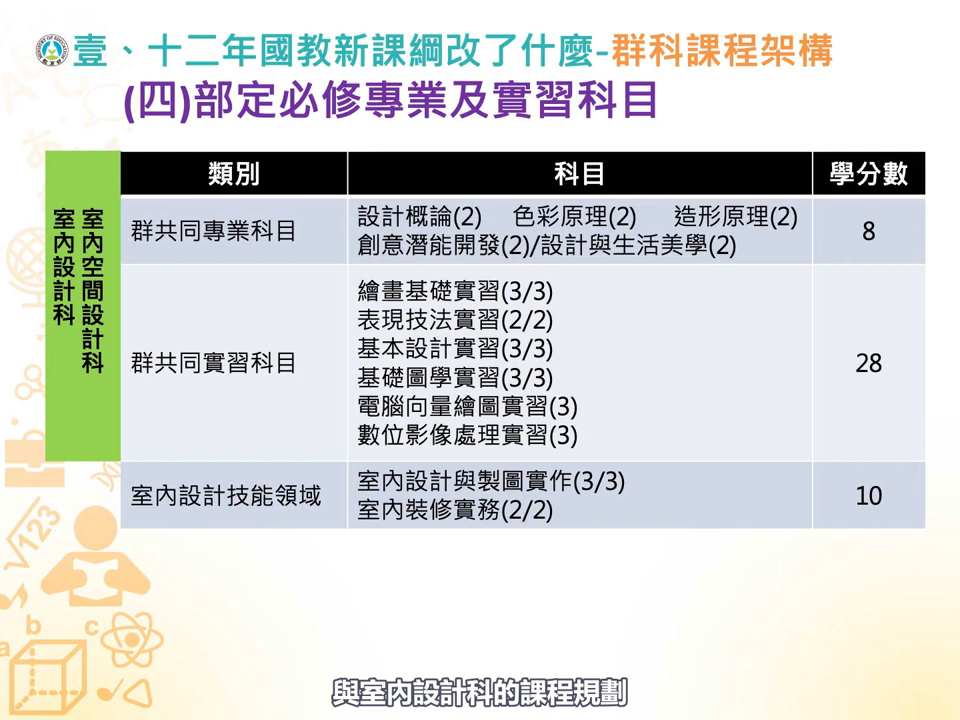 壹、十二年國教新課綱改了什麼-群科課程架構
(四)部定必修專業及實習科目
室內空間設計科
室內設計科
類別 科目 學分數
群共同專業科目
設計概論(2) 色彩原理(2) 造形原理(2)
創意潛能開發(2)/設計與生活美學(2)
8
群共同實習科目
繪畫基礎實習(3/3)
表現技法實習(2/2)
基本設計實習(3/3)
基礎圖學實習(3/3)
電腦向量繪圖實習(3)
數位影像處理實習(3)
28
室內設計技能領域
室內設計與製圖實作(3/3)
室內裝修實務(2/2)
10
與室內設計科的課程規劃